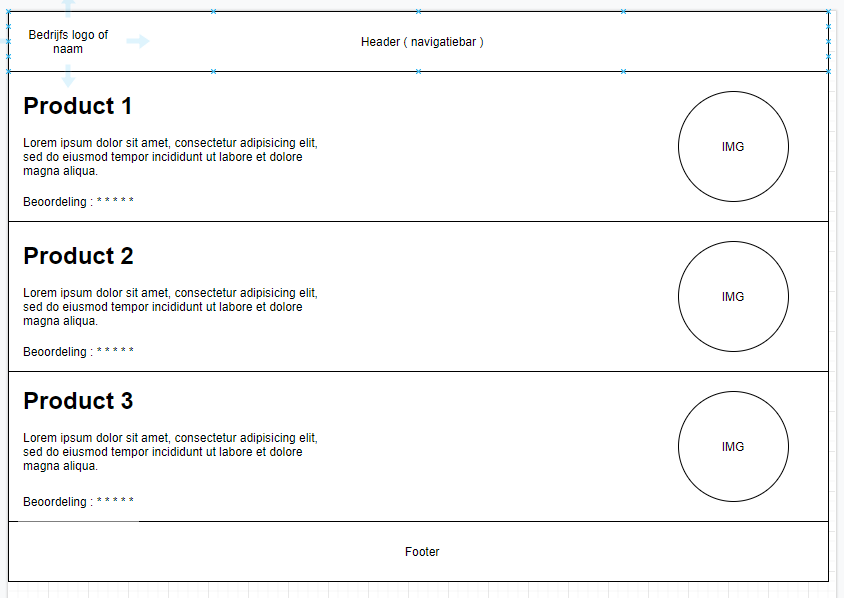 Bedrijfs logo of
naam
Header ( navigatiebar )
Product 1
Lorem ipsum dolor sit amet, consectetur adipisicing elit,
sed do eiusmod tempor incididunt ut labore et dolore
magna aliqua.
Beoordeling : * * * * *
IMG
Product 2
Lorem ipsum dolor sit amet, consectetur adipisicing elit,
sed do eiusmod tempor incididunt ut labore et dolore
magna aliqua.
Beoordeling : * * * * *
IMG
Product 3
Lorem ipsum dolor sit amet, consectetur adipisicing elit,
sed do eiusmod tempor incididunt ut labore et dolore
magna aliqua.
Beoordeling : * * * * *
IMG
Footer